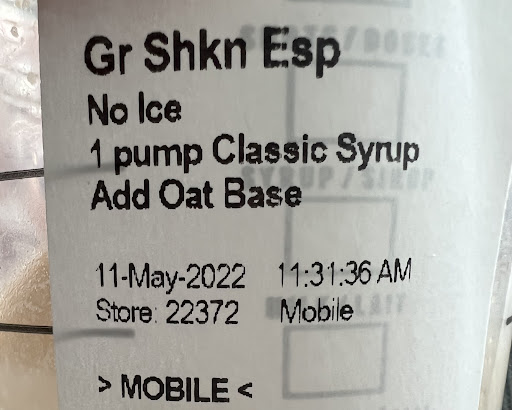 Gr Shkn Esp
No Ice
1 pump Classic Syrup
Add Oat Base
11-May-2022 11:31:36 AM
Store: 22372 Mobile
> MOBILE <